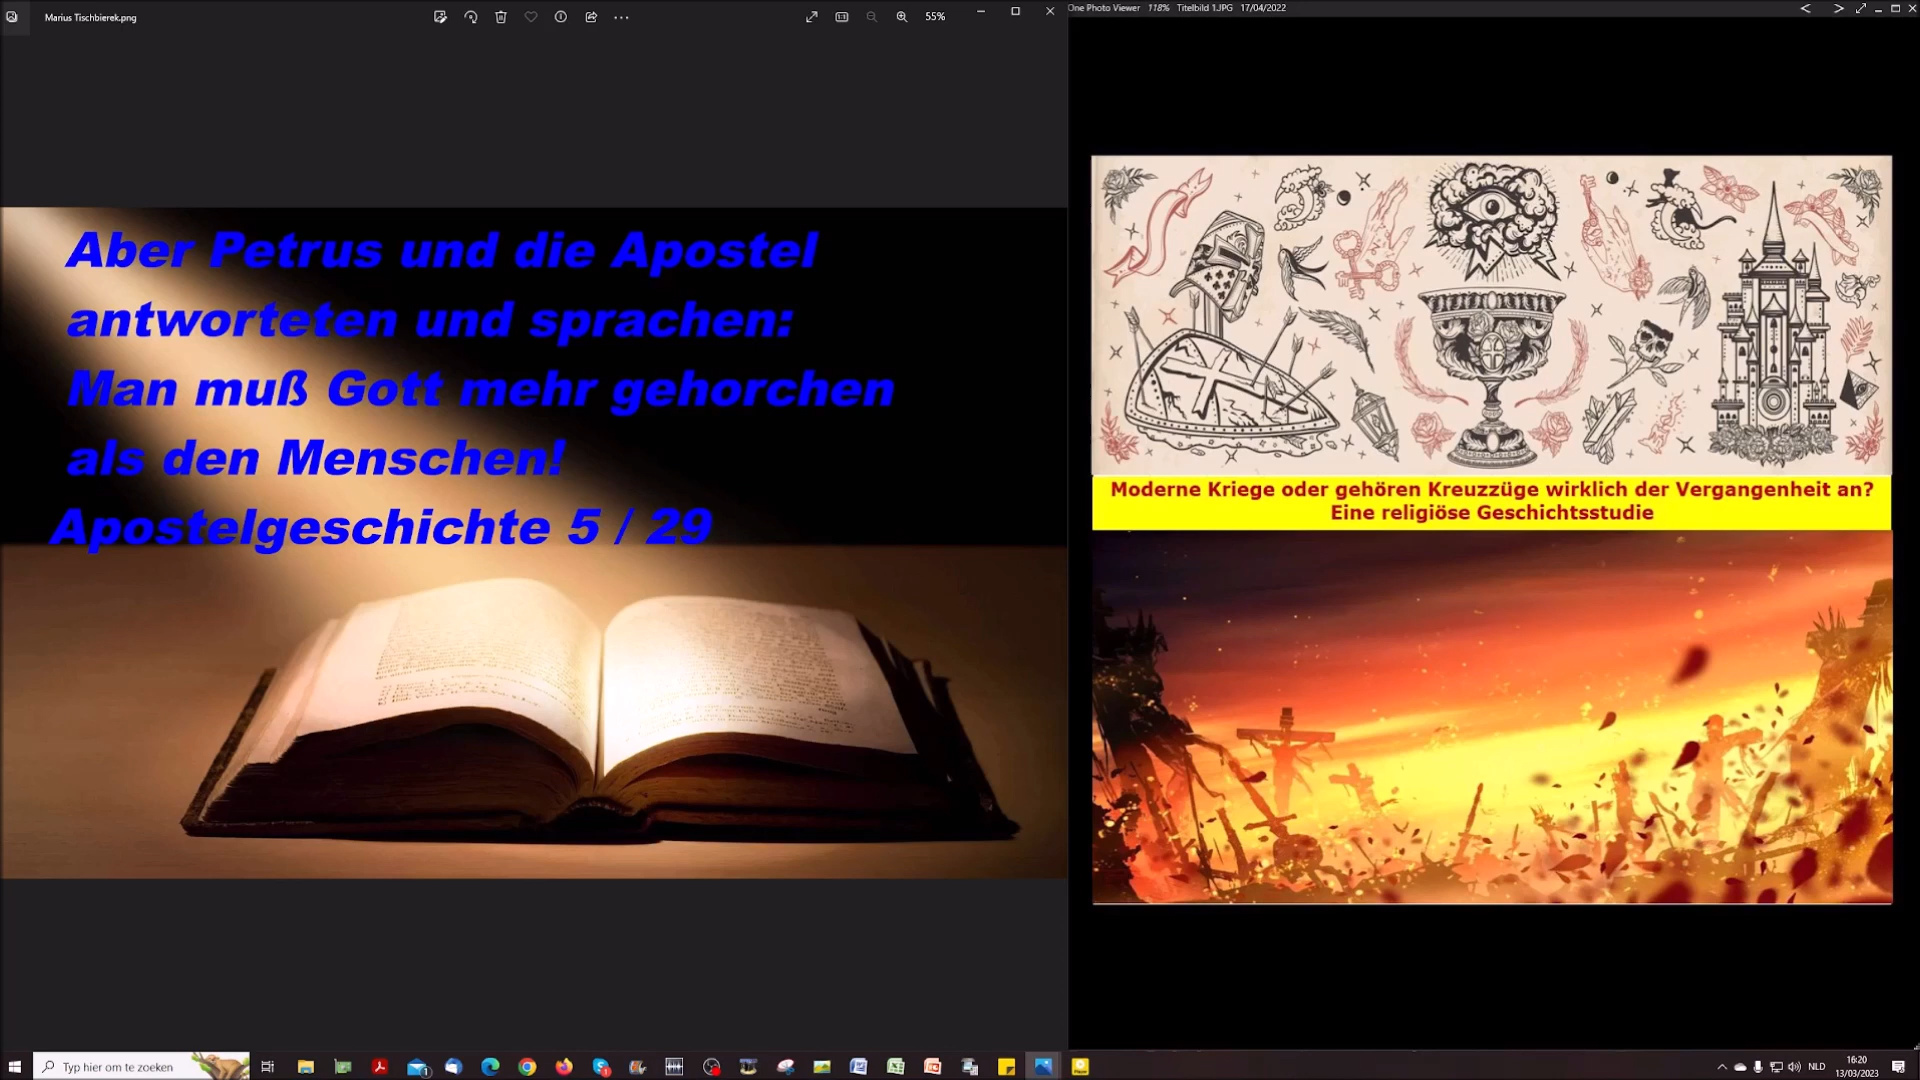 Marius Tischbierek.png
55%
One Photo Viewer 118% Titelbild 1.JPG 17/04/2022
Aber Petrus und die Apostel
antworteten und sprachen:
Man muß Gott mehr gehorchen
als den Menschen!
Apostelgeschichte 5 / 29
Moderne Kriege oder gehören Kreuzzüge wirklich der Vergangenheit an?
Eine religiöse Geschichtsstudie
Typ hier om te zoeken
NLD
16:20
13/03/2023